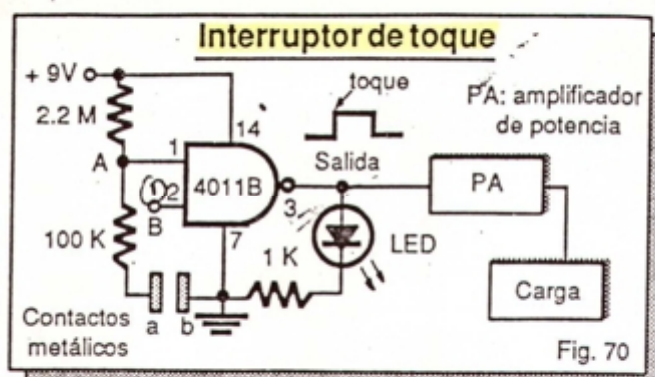 Interruptor de toque
+ 9V
2.2 M
A
100 K
Contactos
metálicos
a b
1
1 2
B
14
4011B
7
3
1 K
toque
Salida
LED
PA: amplificador
de potencia
PA
Carga
Fig. 70